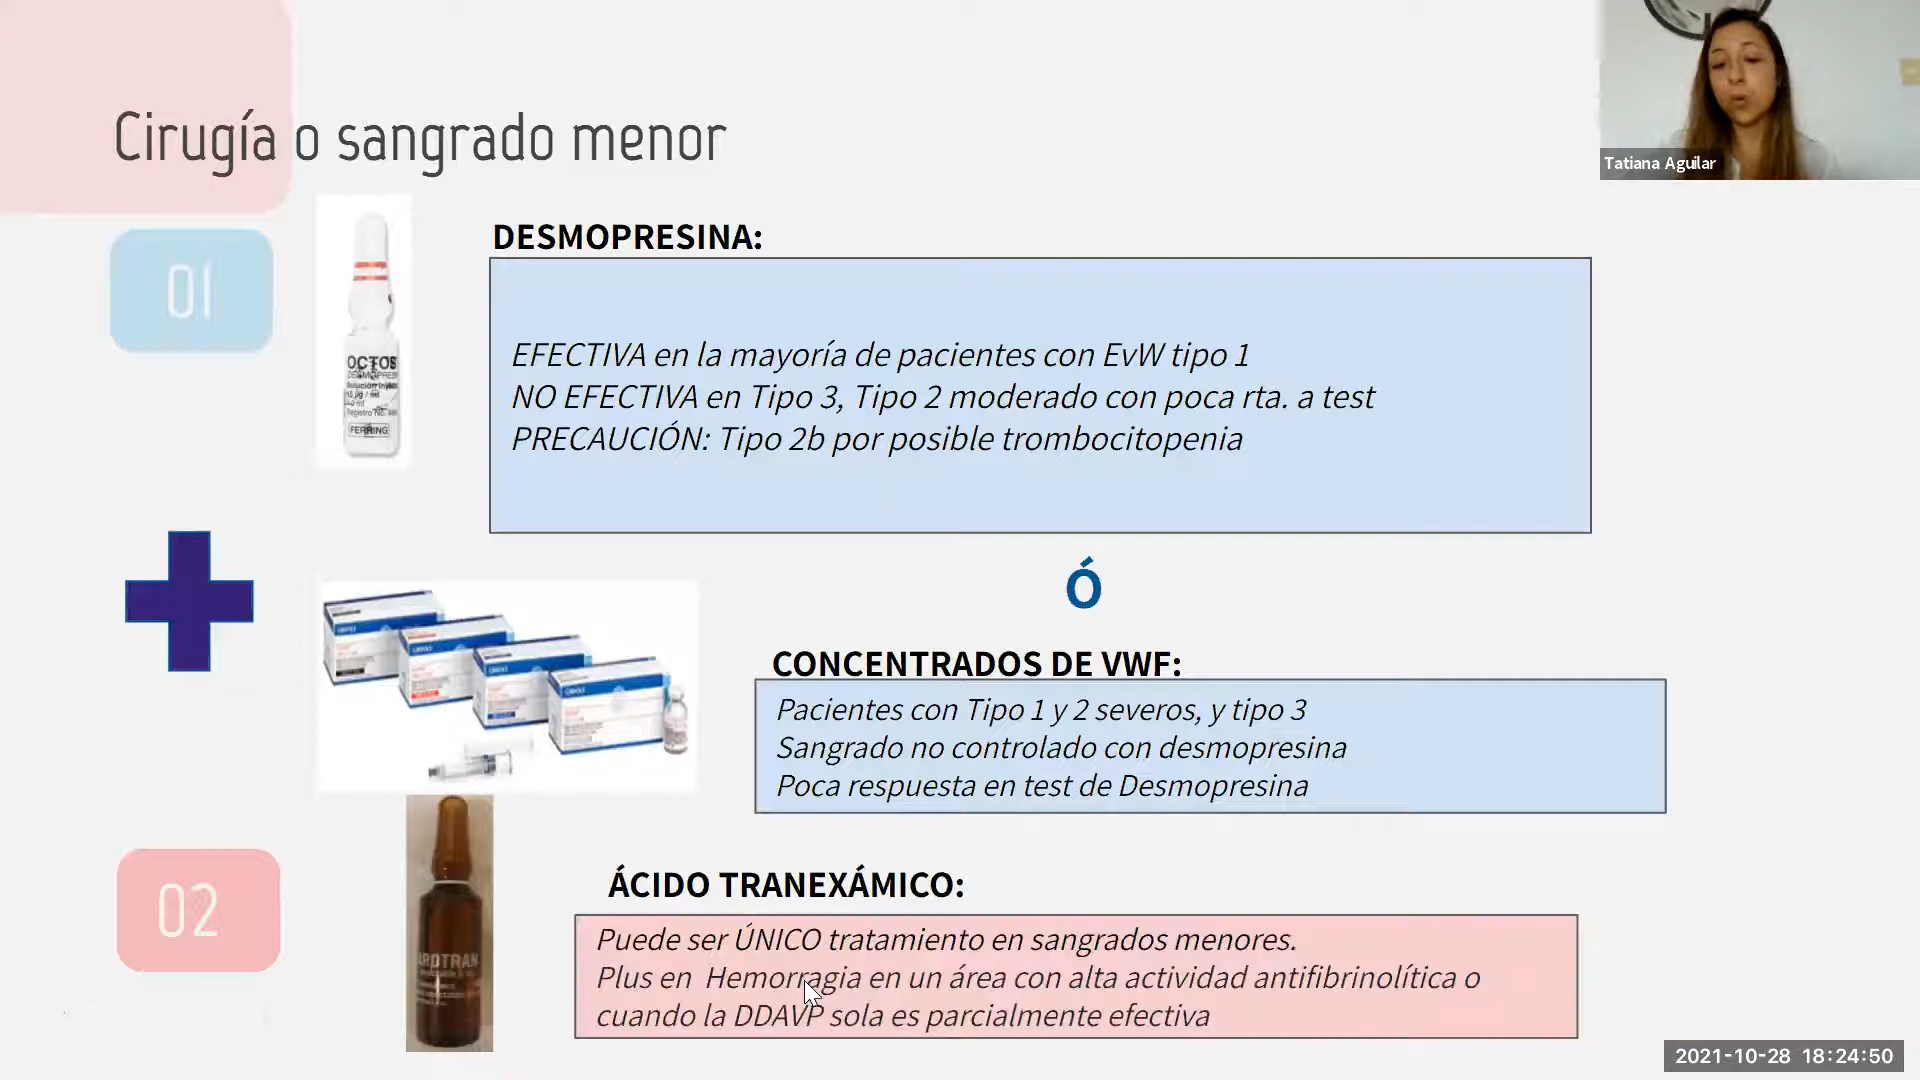 Cirugía o sangrado menor
Tatiana Aguilar
01
DESMOPRESINA:
EFECTIVA en la mayoría de pacientes con EvW tipo 1
NO EFECTIVA en Tipo 3, Tipo 2 moderado con poca rta. a test
PRECAUCIÓN: Tipo 2b por posible trombocitopenia
OCTOS
FERRING
Ó
CONCENTRADOS DE VWF:
Pacientes con Tipo 1 y 2 severos, y tipo 3
Sangrado no controlado con desmopresina
Poca respuesta en test de Desmopresina
02
ÁCIDO TRANEXÁMICO:
Puede ser ÚNICO tratamiento en sangrados menores.
Plus en Hemorragia en un área con alta actividad antifibrinolítica o
cuando la DDAVP sola es parcialmente efectiva
2021-10-28 18:24:50